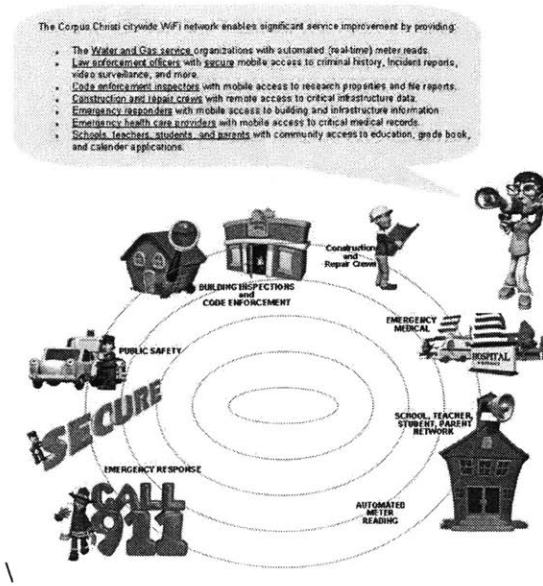 The Corpus Christi citywide WiFi network enables significant service improvement by providing:
• The Water and Gas service organizations with automated (real-time) meter reads.
• Law enforcement officers with secure mobile access to criminal history, Incident reports,
video surveillance, and more.
• Code enforcement inspectors with mobile access to research properties and file reports.
• Construction and repair crews with remote access to critical infrastructure data.
• Emergency responders with mobile access to building and infrastructure information
• Emergency health care providers with mobile access to critical medical records.
• Schools, teachers, students, and parents with community access to education, grade book,
and calender applications.
Construction
and
Repair Crews
BUILDING INSPECTIONS
and
CODE ENFORCEMENT
EMERGENCY
MEDICAL
HOSPITAL
PUBLIC SAFETY
SECURE
SCHOOL, TEACHER,
STUDENT, PARENT
NETWORK
EMERGENCY RESPONSE
CALL
911
AUTOMATED
METER
READING
\